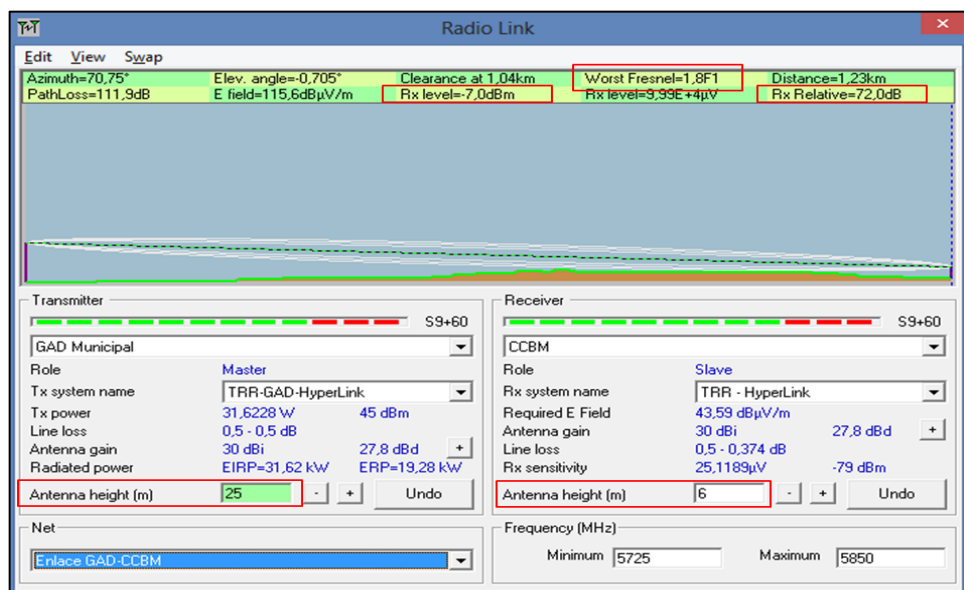 Radio Link
Edit View Swap
Azimuth=70,75° Elev. angle=-0,705° Clearance at 1,04km Worst Fresnel=1,8F1 Distance=1,23km
PathLoss=111,9dB E field=115,6dBµV/m Rx level=-7,0dBm Rx level=9,99E+4µV Rx Relative=72,0dB
Transmitter
S9+60
GAD Municipal
Role Master
Tx system name TRR-GAD-HyperLink
Tx power 31,6228 W 45 dBm
Line loss 0,5 - 0,5 dB
Antenna gain 30 dBi 27,8 dBd +
Radiated power EIRP=31,62 kW ERP=19,28 kW
Antenna height (m) 25 - + Undo
Net
Enlace GAD-CCBM
Receiver
S9+60
CCBM
Role Slave
Rx system name TRR - HyperLink
Required E Field 43,59 dBµV/m
Antenna gain 30 dBi 27,8 dBd +
Line loss 0,5 - 0,374 dB
Rx sensitivity 25,1189µV -79 dBm
Antenna height (m) 6 - + Undo
Frequency (MHz)
Minimum 5725 Maximum 5850